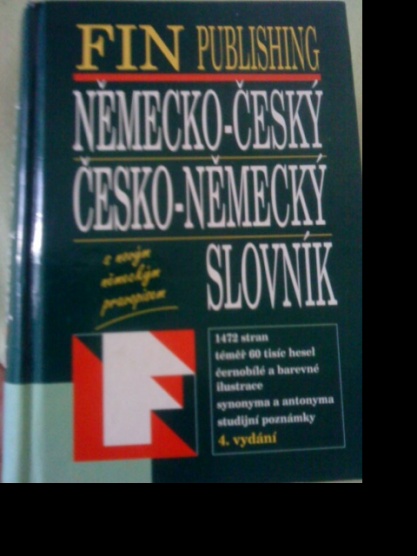 FIN PUBLISHING
NĚMECKO-ČESKÝ
ČESKO-NĚMECKÝ
SLOVNÍK
s novým
německým
pravopisem
1472 stran
téměř 60 tisíc hesel
černobílé a barevné
ilustrace
synonyma a antonyma
studijní poznámky
4. vydání